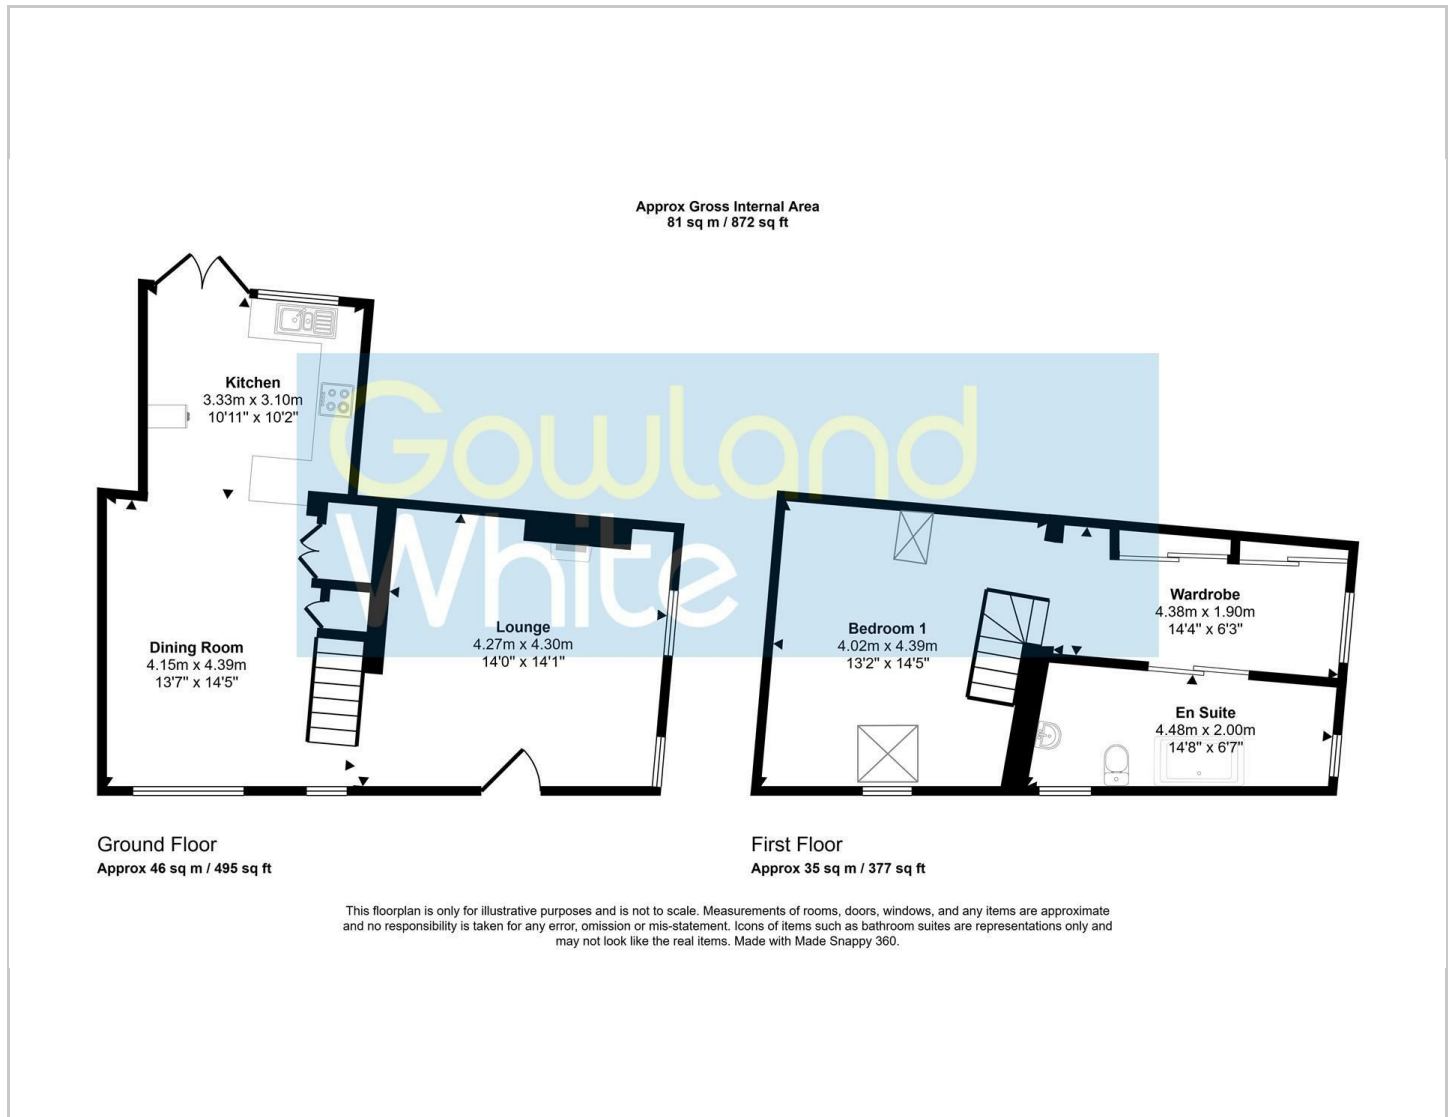 Approx Gross Internal Area
81 sq m / 872 sq ft
Kitchen
3.33m x 3.10m
10'11" x 10'2"
Gowland
White
Dining Room
4.15m x 4.39m
13'7" x 14'5"
Lounge
4.27m x 4.30m
14'0" x 14'1"
Bedroom 1
4.02m x 4.39m
13'2" x 14'5"
Wardrobe
4.38m x 1.90m
14'4" x 6'3"
En Suite
4.48m x 2.00m
14'8" x 6'7"
Ground Floor
Approx 46 sq m / 495 sq ft
First Floor
Approx 35 sq m / 377 sq ft
This floorplan is only for illustrative purposes and is not to scale. Measurements of rooms, doors, windows, and any items are approximate
and no responsibility is taken for any error, omission or mis-statement. Icons of items such as bathroom suites are representations only and
may not look like the real items. Made with Made Snappy 360.